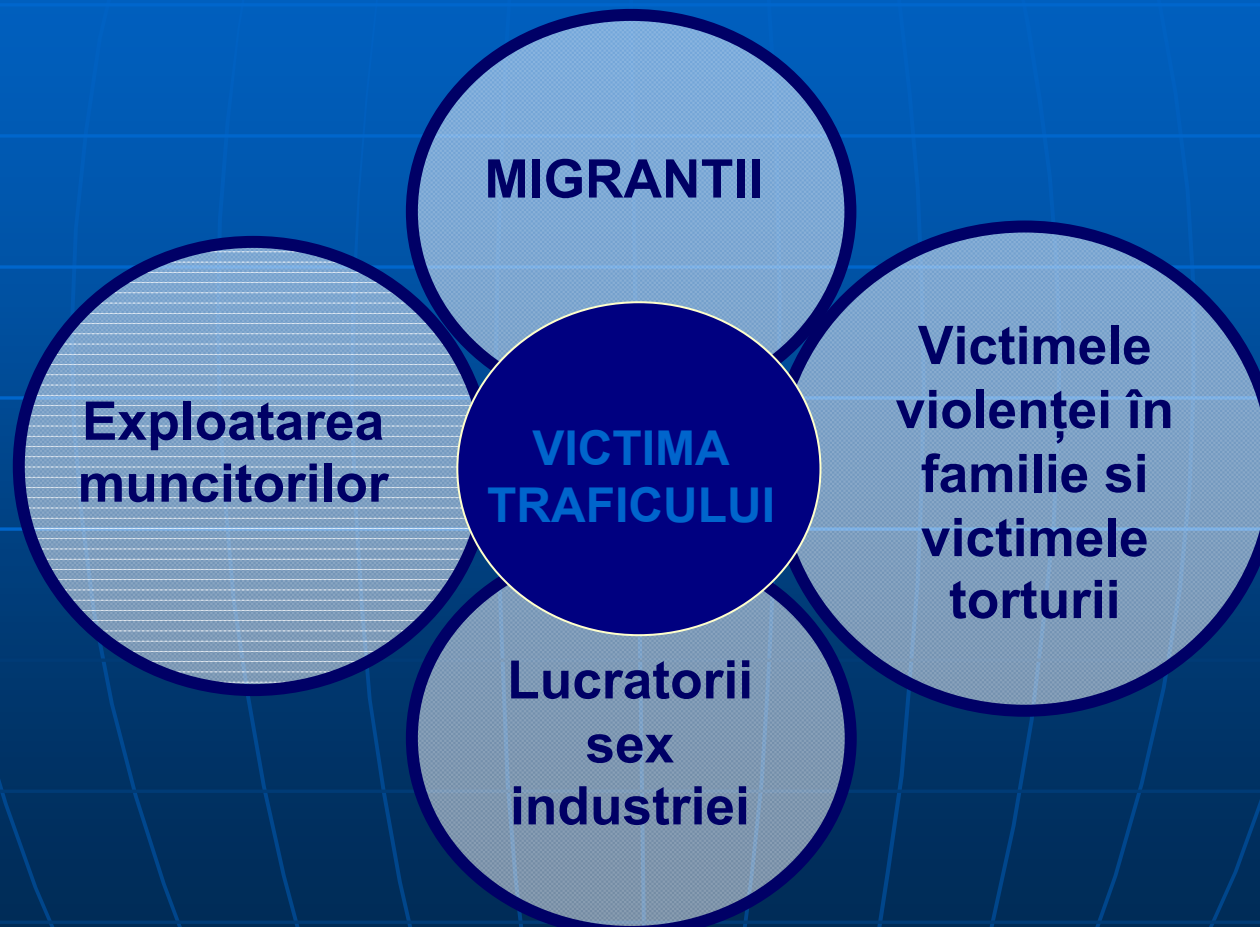 MIGRANTII
Exploatarea
muncitorilor
VICTIMA
TRAFICULUI
Victimele
violenței în
familie si
victimele
torturii
Lucratorii
sex
industriei